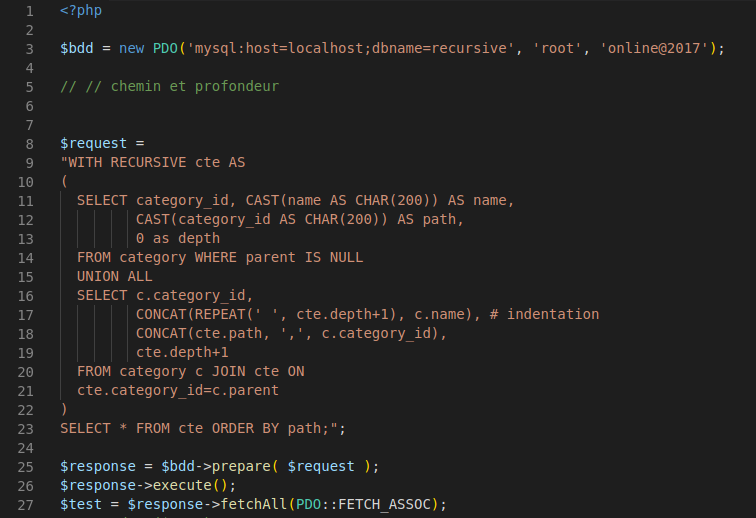 1 <?php
2
3 $bdd = new PDO('mysql:host=localhost;dbname=recursive', 'root', 'online@2017');
4
5 // // chemin et profondeur
6
7
8 $request =
9 "WITH RECURSIVE cte AS
10 (
11 SELECT category_id, CAST(name AS CHAR(200)) AS name,
12 CAST(category_id AS CHAR(200)) AS path,
13 0 as depth
14 FROM category WHERE parent IS NULL
15 UNION ALL
16 SELECT c.category_id,
17 CONCAT(REPEAT(' ', cte.depth+1), c.name), # indentation
18 CONCAT(cte.path, ',', c.category_id),
19 cte.depth+1
20 FROM category c JOIN cte ON
21 cte.category_id=c.parent
22 )
23 SELECT * FROM cte ORDER BY path;";
24
25 $response = $bdd->prepare( $request );
26 $response->execute();
27 $test = $response->fetchAll(PDO::FETCH_ASSOC);